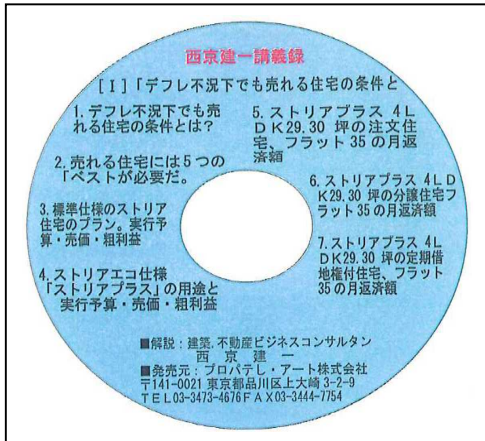 西京建一講義録
[Ⅰ]「デフレ不況下でも売れる住宅の条件と
1. デフレ不況下でも売
れる住宅の条件とは？
2. 売れる住宅には５つの
「ベストが必要だ。
3. 標準仕様のストリア
住宅のプラン。実行予
算・売価・粗利益
4. ストリアエコ仕様
「ストリアプラス」の用途と
実行予算・売価・粗利益
5. ストリアプラス 4L
DK29.30 坪の注文住
宅、フラット 35 の月返
済額
6. ストリアプラス 4LD
K29.30 坪の分譲住宅フ
ラット 35 の月返済額
7. ストリアプラス 4L
DK29.30 坪の定期借
地権付住宅、フラット
35 の月返済額
■解説：建築.不動産ビジネスコンサルタン
西 京 建 一
■発売元：プロパテし・アート株式会社
〒141-0021 東京都品川区上大崎 3-2-9
ＴＥＬ03-3473-4676ＦＡＸ03-3444-7754